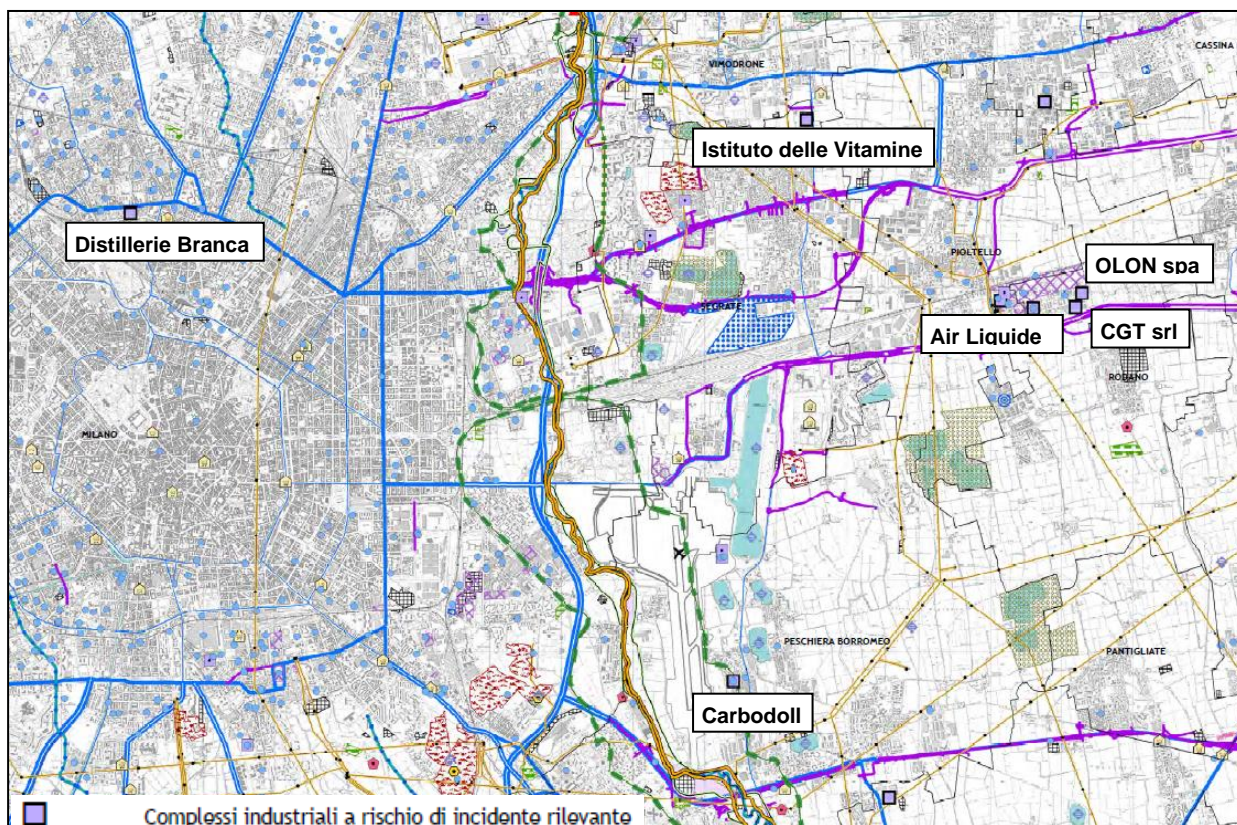 CASSINA
VIMODRONE
Istituto delle Vitamine
Distillerie Branca
PIOLTELLO
OLON spa
SEGRATE
Air Liquide
CGT srl
RODANO
MILANO
PESCHIERA BORROMEO
PANTIGLIATE
Carbodoll
Complessi industriali a rischio di incidente rilevante